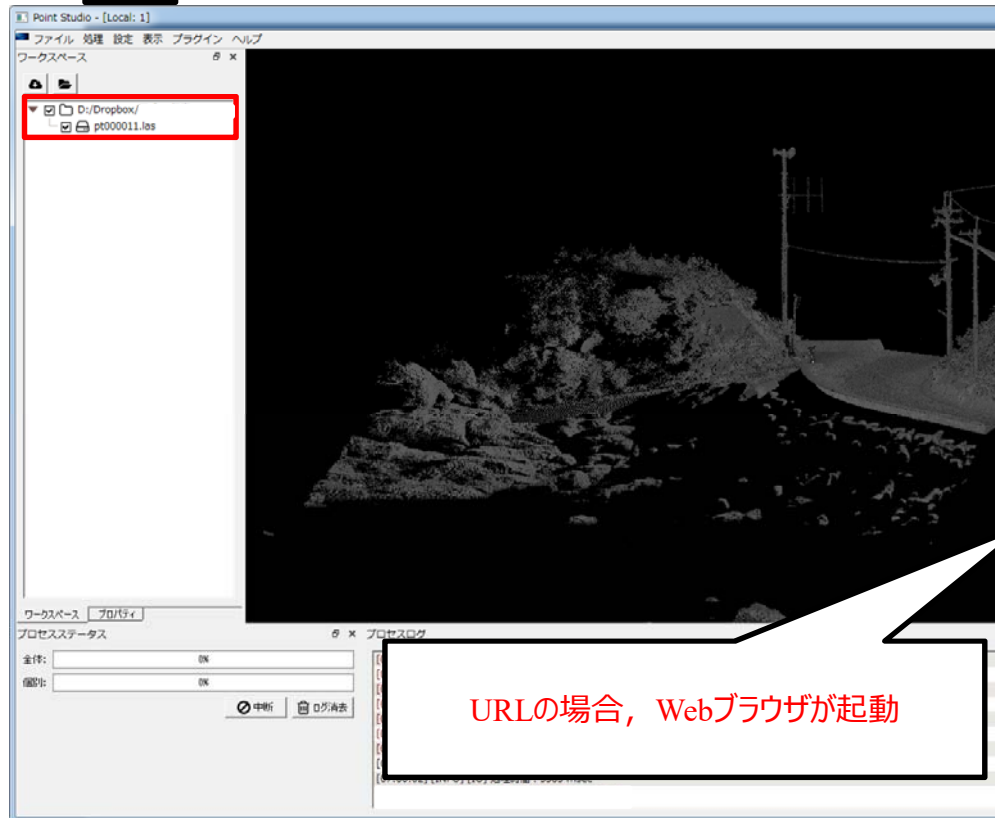 Point Studio - [Local: 1]
ファイル 処理 設定 表示 プラグイン ヘルプ
ワークスペース
D:/Dropbox/
pt000011.las
ワークスペース プロパティ
プロセスステータス
プロセスログ
全体: 0%
個別: 0%
中断 ログ消去
URLの場合，Webブラウザが起動